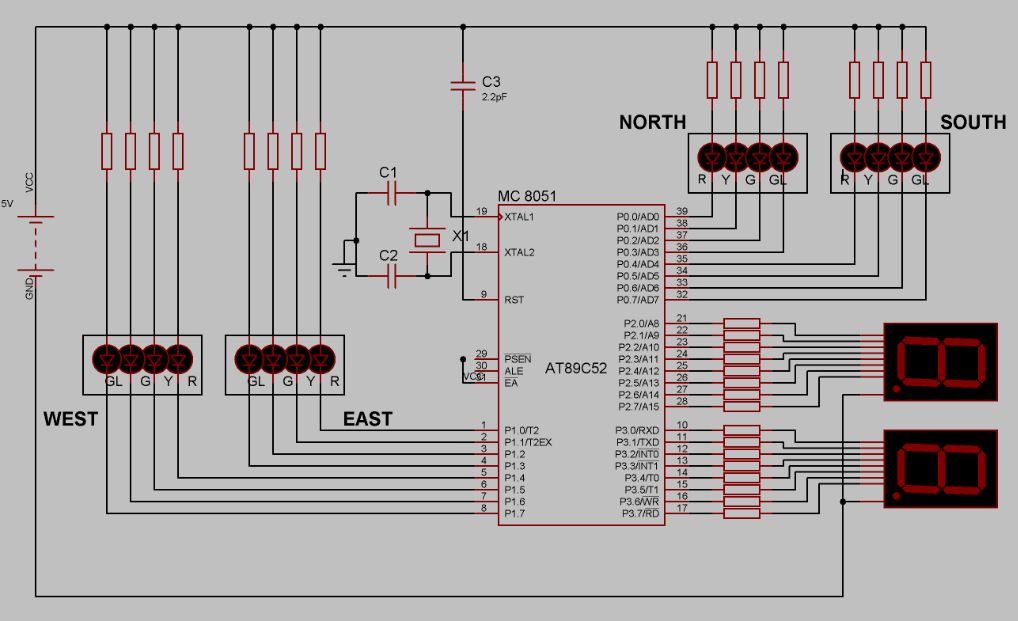 VCC
5V
GND
C3
2.2pF
C1
C2
X1
NORTH
SOUTH
R Y G GL
R Y G GL
MC 8051
AT89C52
19 XTAL1
18 XTAL2
9 RST
29 PSEN
30 ALE
31 EA
VCC
1 P1.0/T2
2 P1.1/T2EX
3 P1.2
4 P1.3
5 P1.4
6 P1.5
7 P1.6
8 P1.7
P0.0/AD0 39
P0.1/AD1 38
P0.2/AD2 37
P0.3/AD3 36
P0.4/AD4 35
P0.5/AD5 34
P0.6/AD6 33
P0.7/AD7 32
P2.0/A8 21
P2.1/A9 22
P2.2/A10 23
P2.3/A11 24
P2.4/A12 25
P2.5/A13 26
P2.6/A14 27
P2.7/A15 28
P3.0/RXD 10
P3.1/TXD 11
P3.2/INT0 12
P3.3/INT1 13
P3.4/T0 14
P3.5/T1 15
P3.6/WR 16
P3.7/RD 17
GL G Y R
GL G Y R
WEST
EAST